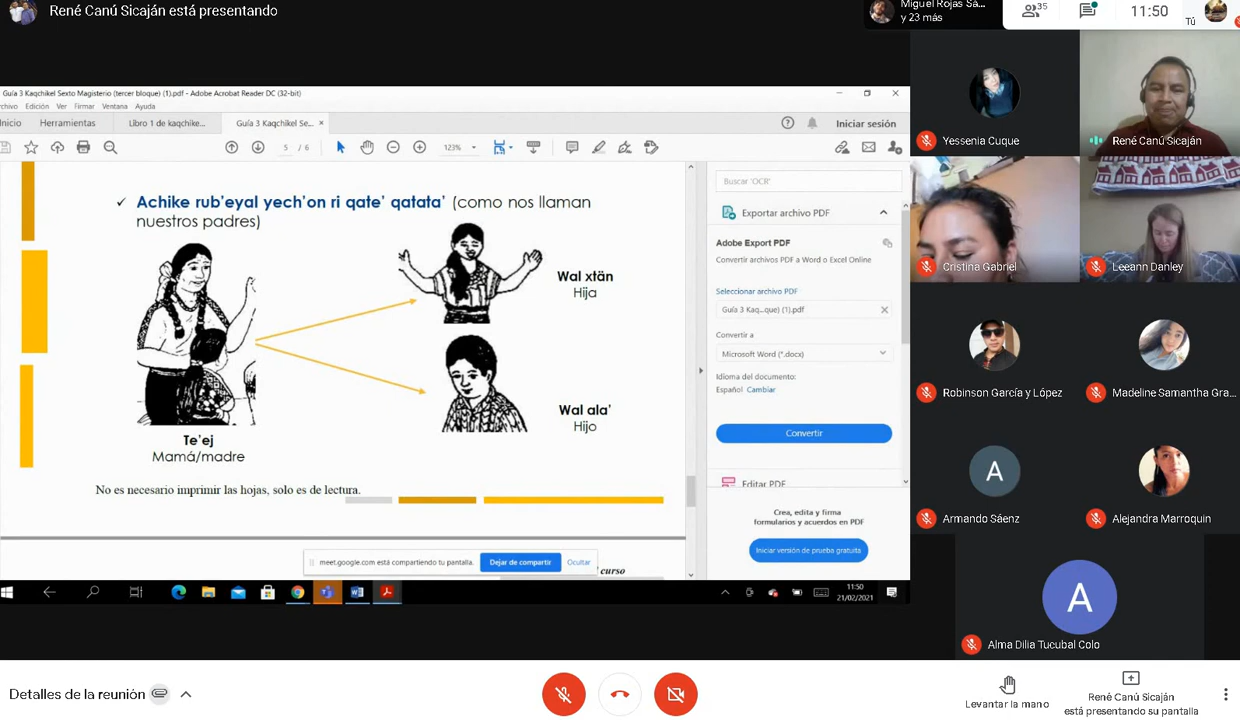 René Canú Sicaján está presentando
Miguel Rojas Sá...
y 23 más
35
11:50
Tú
Guía 3 Kaqchikel Sexto Magisterio (tercer bloque) (1).pdf - Adobe Acrobat Reader DC (32-bit)
rchivo Edición Ver Firmar Ventana Ayuda
Inicio Herramientas Libro 1 de kaqchike... Guía 3 Kaqchikel Se... × Iniciar sesión
5 / 6 123%
✓ Achike rub'eyal yech'on ri qate' qatata' (como nos llaman
nuestros padres)
Wal xtän
Hija
Wal ala'
Hijo
Te'ej
Mamá/madre
No es necesario imprimir las hojas, solo es de lectura.
Buscar 'OCR'
Exportar archivo PDF
Adobe Export PDF
Convertir archivos PDF a Word o Excel Online
Seleccionar archivo PDF
Guía 3 Kaq...que) (1).pdf
Convertir a
Microsoft Word (*.docx)
Idioma del documento:
Español Cambiar
Convertir
Editar PDF
Crea, edita y firma
formularios y acuerdos en PDF
Iniciar versión de prueba gratuita
meet.google.com está compartiendo tu pantalla. Dejar de compartir Ocultar
curso
11:50
21/02/2021
Yessenia Cuque
René Canú Sicaján
Cristina Gabriel
Leeann Danley
Robinson García y López
Madeline Samantha Gra...
A
Armando Sáenz
Alejandra Marroquin
A
Alma Dilia Tucubal Colo
Detalles de la reunión
Levantar la mano
René Canú Sicaján
está presentando su pantalla